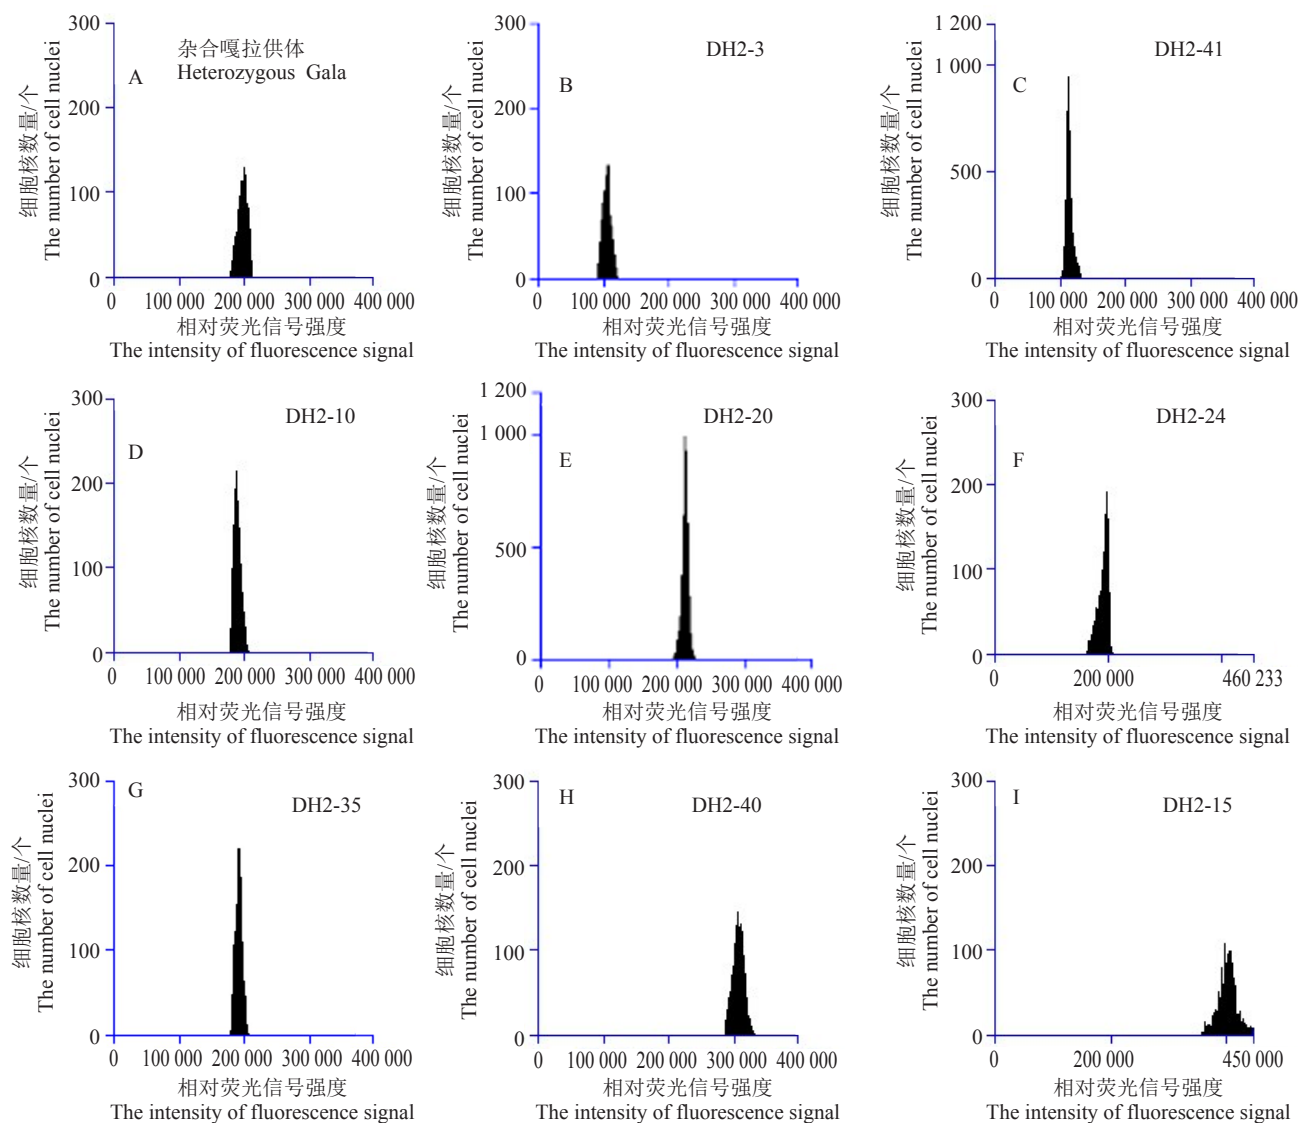 300
200
100
0
细胞核数量/个
The number of cell nuclei
A
杂合嘎拉供体
Heterozygous Gala
0 100 000 200 000 300 000 400 000
相对荧光信号强度
The intensity of fluorescence signal
300
200
100
0
细胞核数量/个
The number of cell nuclei
B
DH2-3
0 100 000 200 000 300 000 400 000
相对荧光信号强度
The intensity of fluorescence signal
1 200
1 000
500
0
细胞核数量/个
The number of cell nuclei
C
DH2-41
0 100 000 200 000 300 000 400 000
相对荧光信号强度
The intensity of fluorescence signal
300
200
100
0
细胞核数量/个
The number of cell nuclei
D
DH2-10
0 100 000 200 000 300 000 400 000
相对荧光信号强度
The intensity of fluorescence signal
1 200
1 000
500
0
细胞核数量/个
The number of cell nuclei
E
DH2-20
0 100 000 200 000 300 000 400 000
相对荧光信号强度
The intensity of fluorescence signal
300
200
100
0
细胞核数量/个
The number of cell nuclei
F
DH2-24
0 200 000 460 233
相对荧光信号强度
The intensity of fluorescence signal
300
200
100
0
细胞核数量/个
The number of cell nuclei
G
DH2-35
0 100 000 200 000 300 000 400 000
相对荧光信号强度
The intensity of fluorescence signal
300
200
100
0
细胞核数量/个
The number of cell nuclei
H
DH2-40
0 100 000 200 000 300 000 400 000
相对荧光信号强度
The intensity of fluorescence signal
300
200
100
0
细胞核数量/个
The number of cell nuclei
I
DH2-15
0 200 000 450 000
相对荧光信号强度
The intensity of fluorescence signal